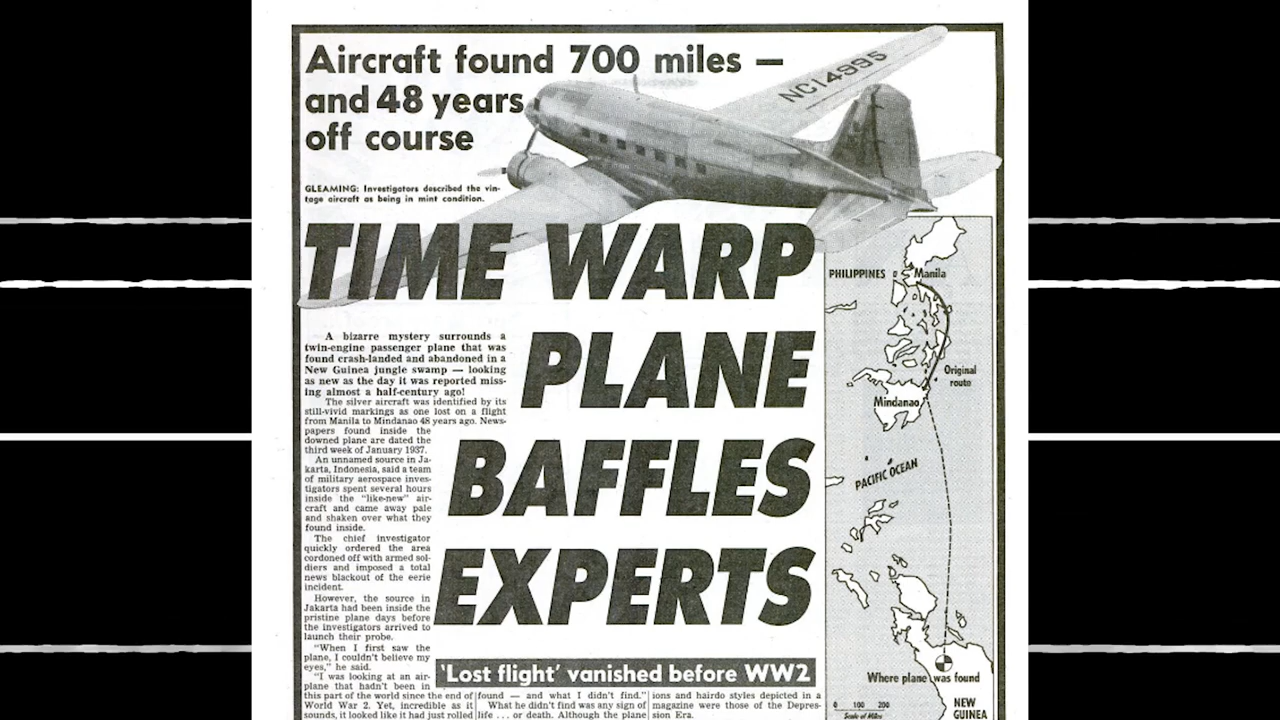 Aircraft found 700 miles —
and 48 years
off course
NC14995
GLEAMING: Investigators described the vin-
tage aircraft as being in mint condition.
TIME WARP
PLANE
BAFFLES
EXPERTS
A bizarre mystery surrounds a
twin-engine passenger plane that was
found crash-landed and abandoned in a
New Guinea jungle swamp — looking
as new as the day it was reported miss-
ing almost a half-century ago!
The silver aircraft was identified by its
still-vivid markings as one lost on a flight
from Manila to Mindanao 48 years ago. News-
papers found inside the
downed plane are dated the
third week of January 1937.
An unnamed source in Ja-
karta, Indonesia, said a team
of military aerospace inves-
tigators spent several hours
inside the "like-new" air-
craft and came away pale
and shaken over what they
found inside.
The chief investigator
quickly ordered the area
cordoned off with armed sol-
diers and imposed a total
news blackout of the eerie
incident.
However, the source in
Jakarta had been inside the
pristine plane days before
the investigators arrived to
launch their probe.
"When I first saw the
plane, I couldn't believe my
eyes," he said.
"I was looking at an air-
plane that hadn't been in
this part of the world since the end of
World War 2. Yet, incredible as it
sounds, it looked like it had just rolled
'Lost flight' vanished before WW2
found — and what I didn't find."
What he didn't find was any sign of
life ... or death. Although the plane
ions and hairdo styles depicted in a
magazine were those of the Depres-
sion Era.
PHILIPPINES
Manila
Original
route
Mindanao
PACIFIC OCEAN
Where plane was found
0 100 200
Scale of Miles
NEW
GUINEA